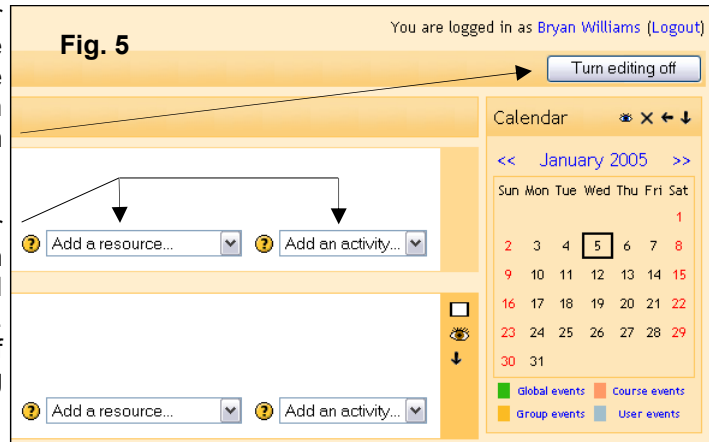 You are logged in as Bryan Williams (Logout)
Fig. 5
Turn editing off
Calendar
<< January 2005 >>
Sun Mon Tue Wed Thu Fri Sat
1
2 3 4 5 6 7 8
9 10 11 12 13 14 15
16 17 18 19 20 21 22
23 24 25 26 27 28 29
30 31
Global events Course events
Group events User events
Add a resource... Add an activity...
Add a resource... Add an activity...